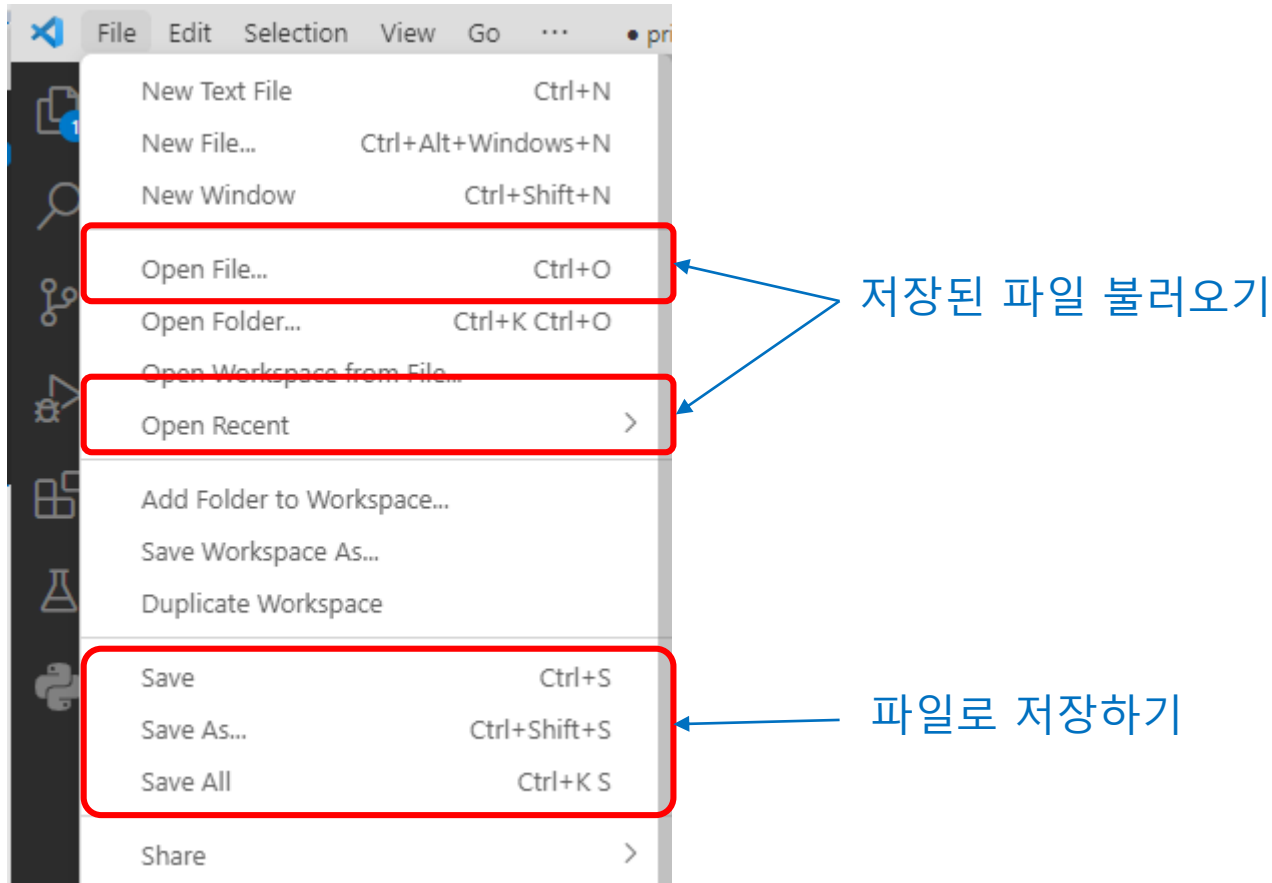 File Edit Selection View Go ··· ● pri
New Text File Ctrl+N
New File... Ctrl+Alt+Windows+N
New Window Ctrl+Shift+N
Open File... Ctrl+O
저장된 파일 불러오기
Open Folder... Ctrl+K Ctrl+O
Open Workspace from File...
Open Recent >
Add Folder to Workspace...
Save Workspace As...
Duplicate Workspace
Save Ctrl+S
파일로 저장하기
Save As... Ctrl+Shift+S
Save All Ctrl+K S
Share >
1